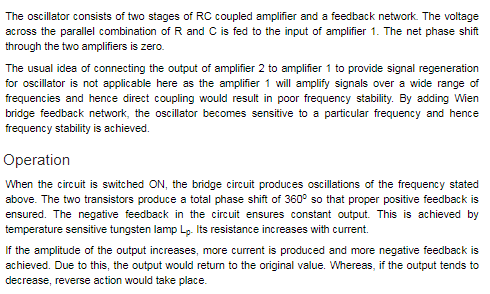 The oscillator consists of two stages of RC coupled amplifier and a feedback network. The voltage
across the parallel combination of R and C is fed to the input of amplifier 1. The net phase shift
through the two amplifiers is zero.
The usual idea of connecting the output of amplifier 2 to amplifier 1 to provide signal regeneration
for oscillator is not applicable here as the amplifier 1 will amplify signals over a wide range of
frequencies and hence direct coupling would result in poor frequency stability. By adding Wien
bridge feedback network, the oscillator becomes sensitive to a particular frequency and hence
frequency stability is achieved.
Operation
When the circuit is switched ON, the bridge circuit produces oscillations of the frequency stated
above. The two transistors produce a total phase shift of 360⁰ so that proper positive feedback is
ensured. The negative feedback in the circuit ensures constant output. This is achieved by
temperature sensitive tungsten lamp Lₚ. Its resistance increases with current.
If the amplitude of the output increases, more current is produced and more negative feedback is
achieved. Due to this, the output would return to the original value. Whereas, if the output tends to
decrease, reverse action would take place.